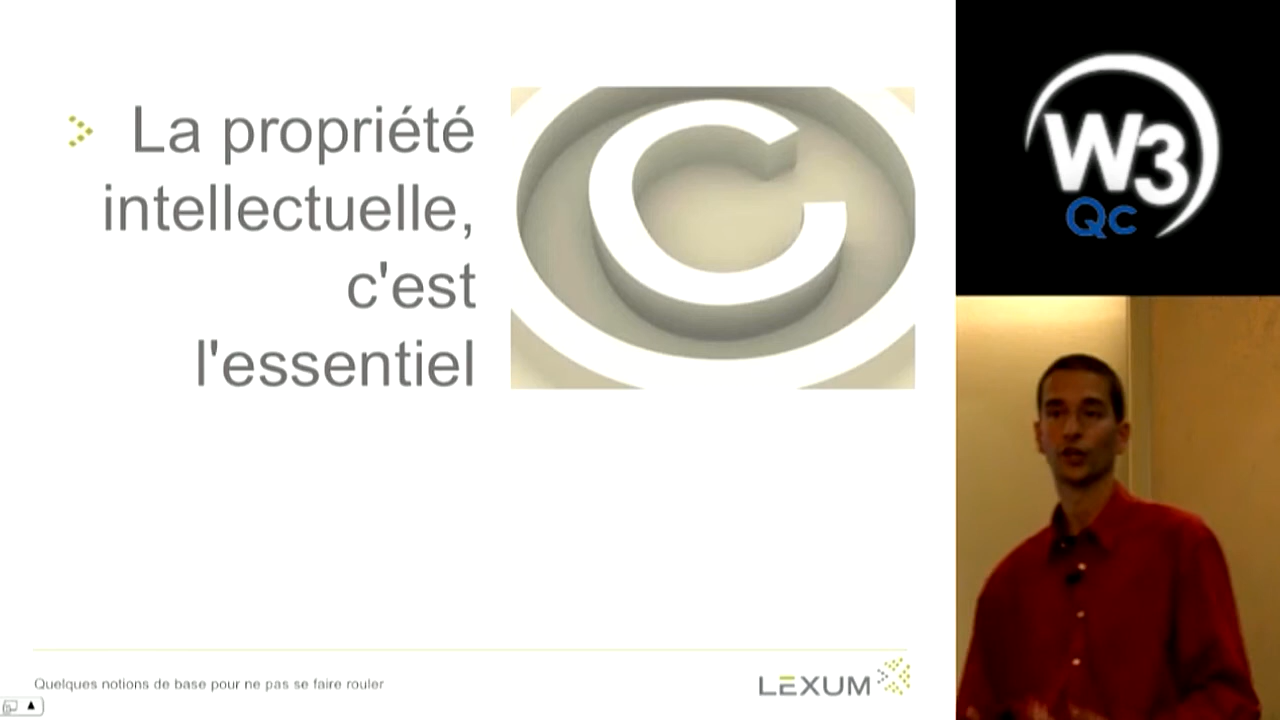 La propriété
intellectuelle,
c'est
l'essentiel
C
W3
Qc
Quelques notions de base pour ne pas se faire rouler
LEXUM